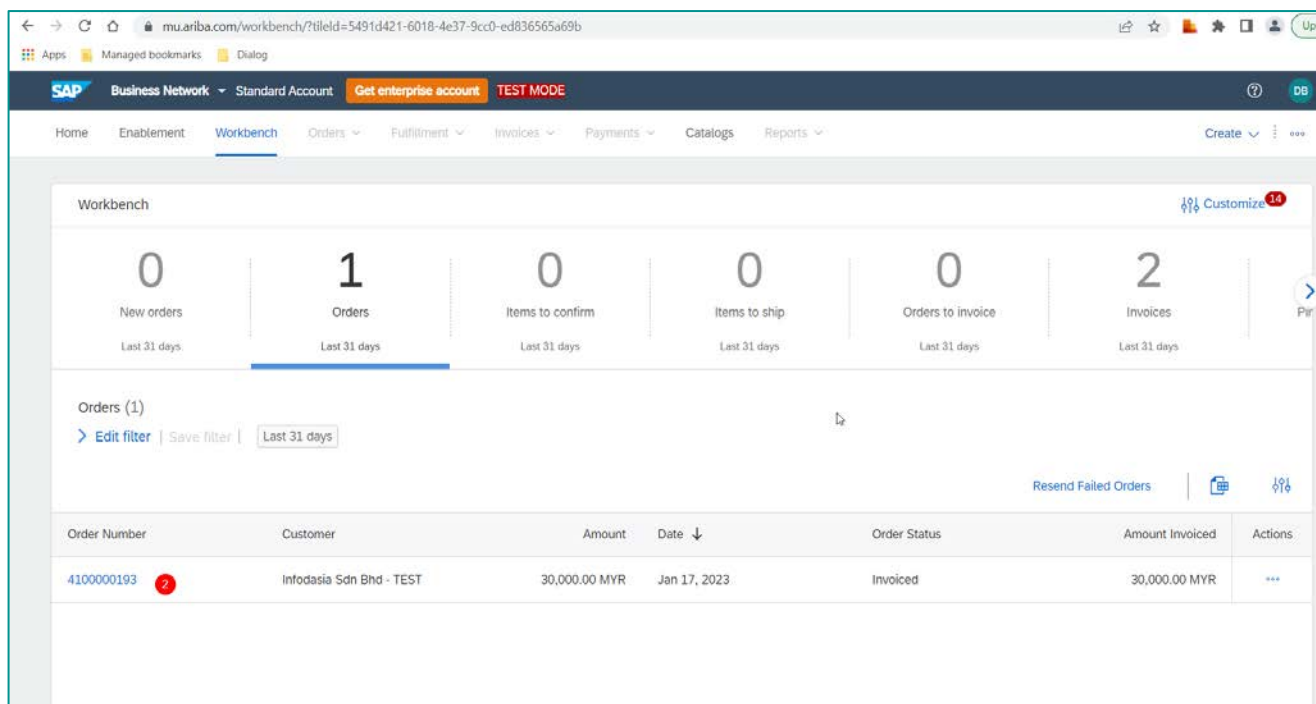 mu.ariba.com/workbench/?tileId=5491d421-6018-4e37-9cc0-ed836565a69b Up
Apps Managed bookmarks Dialog
SAP Business Network Standard Account Get enterprise account TEST MODE DB
Home Enablement Workbench Orders Fulfillment Invoices Payments Catalogs Reports Create
Workbench Customize 14
0 1 0 0 0 2
New orders Orders Items to confirm Items to ship Orders to invoice Invoices Pin
Last 31 days Last 31 days Last 31 days Last 31 days Last 31 days Last 31 days
Orders (1)
Edit filter | Save filter | Last 31 days
Resend Failed Orders
Order Number Customer Amount Date ↓ Order Status Amount Invoiced Actions
4100000193 2 Infodasia Sdn Bhd - TEST 30,000.00 MYR Jan 17, 2023 Invoiced 30,000.00 MYR